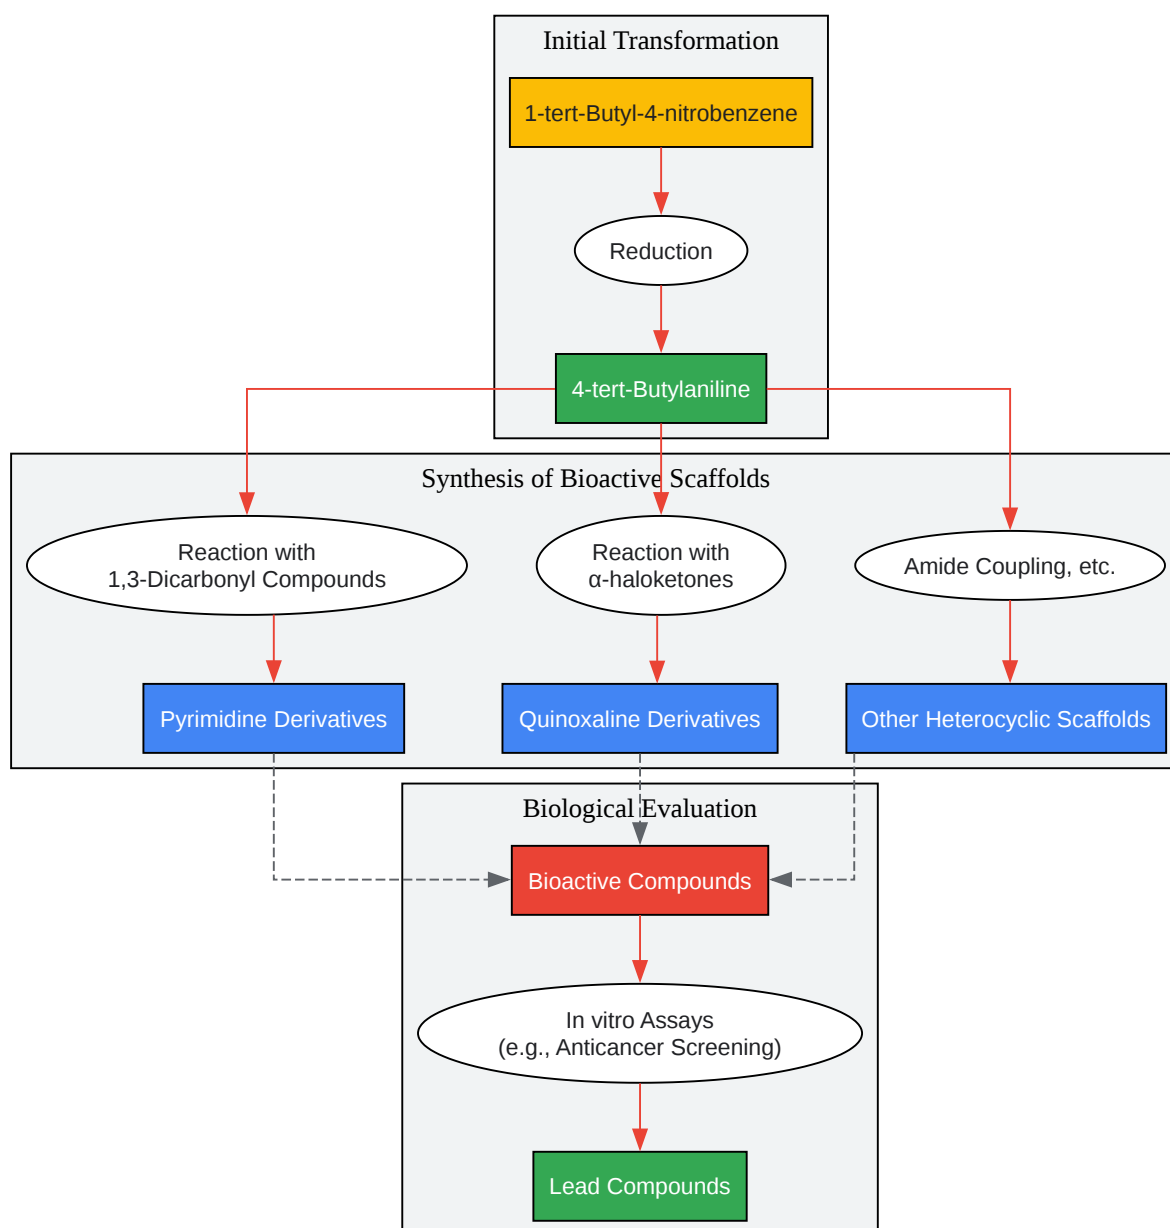 Initial Transformation
1-tert-Butyl-4-nitrobenzene
Reduction
4-tert-Butylaniline
Synthesis of Bioactive Scaffolds
Reaction with
1,3-Dicarbonyl Compounds
Reaction with
α-haloketones
Amide Coupling, etc.
Pyrimidine Derivatives
Quinoxaline Derivatives
Other Heterocyclic Scaffolds
Biological Evaluation
Bioactive Compounds
In vitro Assays
(e.g., Anticancer Screening)
Lead Compounds